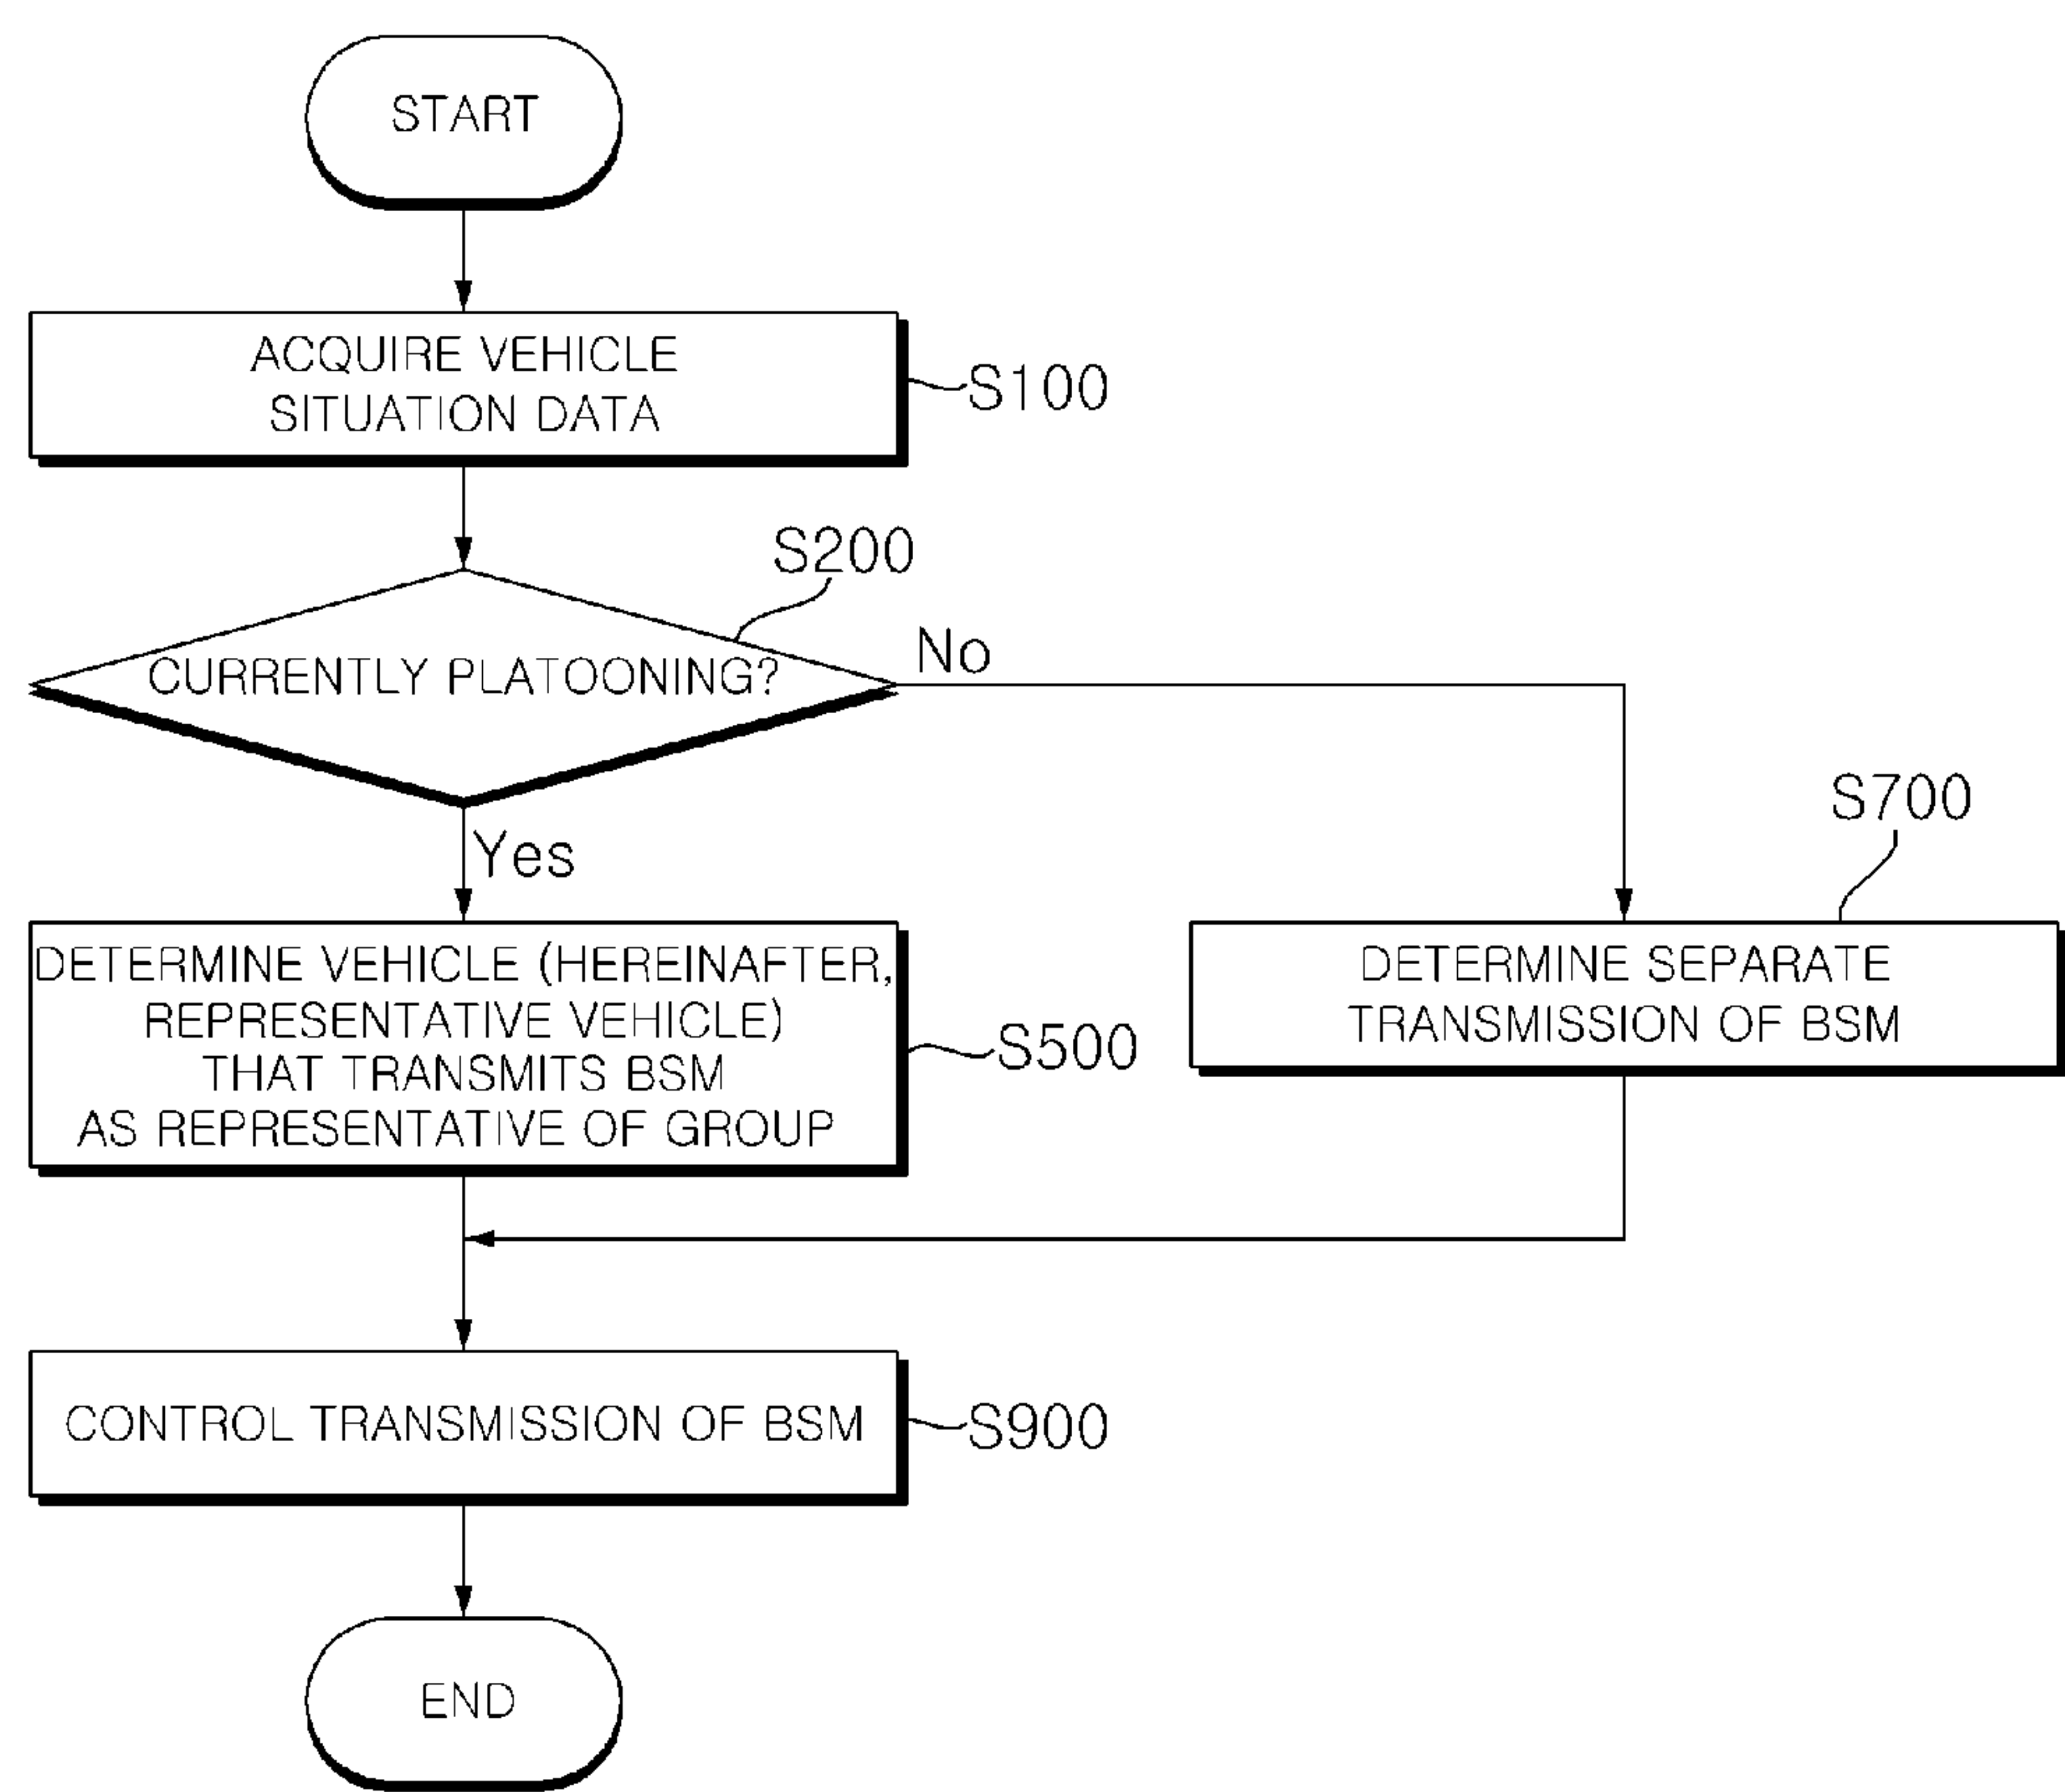 START
ACQUIRE VEHICLE
SITUATION DATA
S100
S200
CURRENTLY PLATOONING?
No
Yes
S700
DETERMINE VEHICLE (HEREINAFTER,
REPRESENTATIVE VEHICLE)
THAT TRANSMITS BSM
AS REPRESENTATIVE OF GROUP
S500
DETERMINE SEPARATE
TRANSMISSION OF BSM
CONTROL TRANSMISSION OF BSM
S900
END